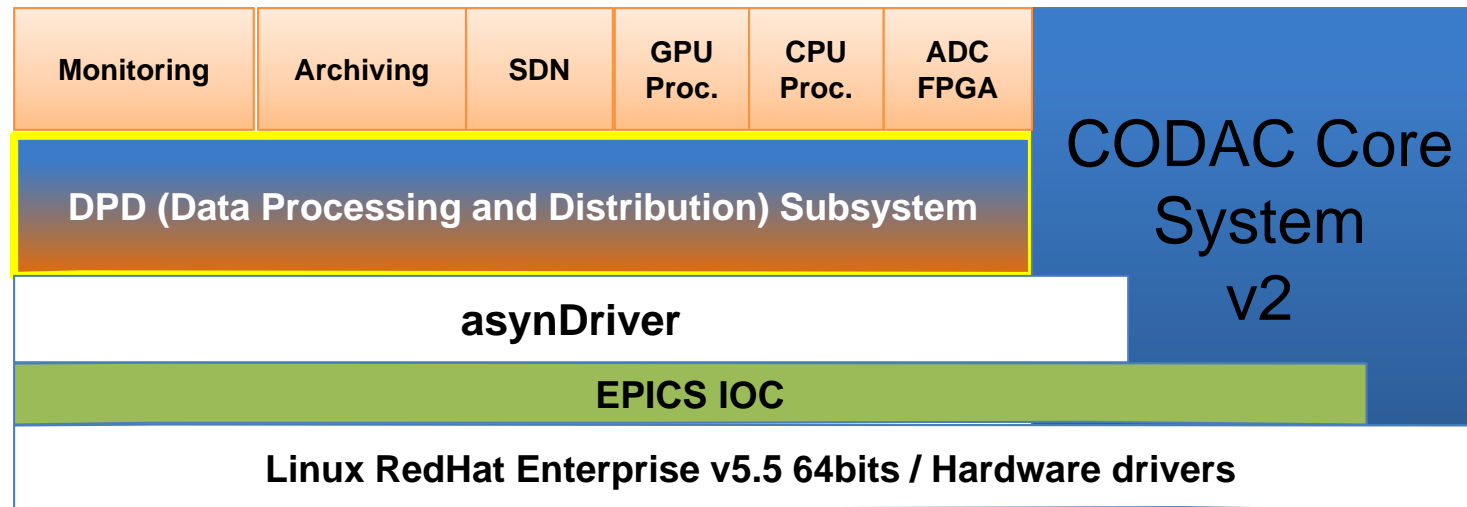 Monitoring
Archiving
SDN
GPU
Proc.
CPU
Proc.
ADC
FPGA
CODAC Core
System
v2
DPD (Data Processing and Distribution) Subsystem
asynDriver
EPICS IOC
Linux RedHat Enterprise v5.5 64bits / Hardware drivers